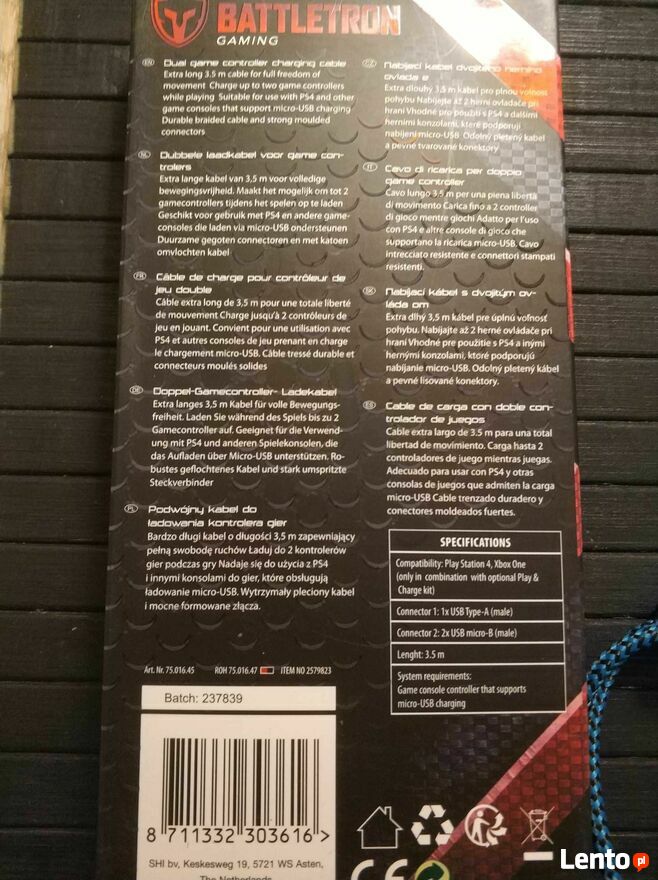 BATTLETRON
GAMING
EN Dual game controller charging cable
Extra long 3.5 m cable for full freedom of
movement Charge up to two game controllers
while playing Suitable for use with PS4 and other
game consoles that support micro-USB charging
Durable braided cable and strong moulded
connectors
NL Dubbele laadkabel voor game con-
trolers
Extra lange kabel van 3,5 m voor volledige
bewegingsvrijheid. Maakt het mogelijk om tot 2
gamecontrollers tijdens het spelen op te laden
Geschikt voor gebruik met PS4 en andere game-
consoles die laden via micro-USB ondersteunen
Duurzame gegoten connectoren en met katoen
omvlochten kabel
FR Câble de charge pour contrôleur de
jeu double
Câble extra long de 3,5 m pour une totale liberté
de mouvement Charge jusqu'à 2 contrôleurs de
jeu en jouant. Convient pour une utilisation avec
PS4 et autres consoles de jeu prenant en charge
le chargement micro-USB. Câble tressé durable et
connecteurs moulés solides
DE Doppel-Gamecontroller- Ladekabel
Extra langes 3,5 m Kabel für volle Bewegungs-
freiheit. Laden Sie während des Spiels bis zu 2
Gamecontroller auf. Geeignet für die Verwend-
ung mit PS4 und anderen Spielekonsolen, die
das Aufladen über Micro-USB unterstützen. Ro-
bustes geflochtenes Kabel und stark umspritzte
Steckverbinder
PL Podwójny kabel do
ładowania kontrolera gier
Bardzo długi kabel o długości 3,5 m zapewniający
pełną swobodę ruchów Ładuj do 2 kontrolerów
gier podczas gry Nadaje się do użycia z PS4
i innymi konsolami do gier, które obsługują
ładowanie micro-USB. Wytrzymały pleciony kabel
i mocne formowane złącza.
CZ Nabíjací kabel dvojitého herního
ovladače
Extra dlouhý 3,5 m kabel pro plnou volnost
pohybu Nabíjejte až 2 herní ovladače při
hraní Vhodné pro použití s PS4 a dalšími
herními konzolami, které podporují
nabíjení micro-USB Odolný pletený kabel
a pevné tvarované konektory
IT Cavo di ricarica per doppio
game controller
Cavo lungo 3,5 m per una piena libertà
di movimento Carica fino a 2 controller
di gioco mentre giochi Adatto per l'uso
con PS4 e altre console di gioco che
supportano la ricarica micro-USB. Cavo
intrecciato resistente e connettori stampati
resistenti.
SK Nabíjací kábel s dvojitým ov-
ládačom
Extra dlhý 3,5 m kábel pre úplnú voľnosť
pohybu. Nabíjajte až 2 herné ovládače pri
hraní Vhodné pre použitie s PS4 a inými
hernými konzolami, ktoré podporujú
nabíjanie micro-USB. Odolný pletený kábel
a pevné lisované konektory.
ES Cable de carga con doble con-
trolador de juegos
Cable extra largo de 3.5 m para una total
libertad de movimiento. Carga hasta 2
controladores de juego mientras juegas.
Adecuado para usar con PS4 y otras
consolas de juegos que admiten la carga
micro-USB Cable trenzado duradero y
conectores moldeados fuertes.
SPECIFICATIONS
Compatibility: Play Station 4, Xbox One
(only in combination with optional Play &
Charge kit)
Connector 1: 1x USB Type-A (male)
Connector 2: 2x USB micro-B (male)
Lenght: 3.5 m
System requirements:
Game console controller that supports
micro-USB charging
Art. Nr. 75.016.45 ROH 75.016.47 ITEM NO 2579823
Batch: 237839
8 711332 303616 >
SHI bv, Keskesweg 19, 5721 WS Asten,
The Netherlands
CE
Lento pl